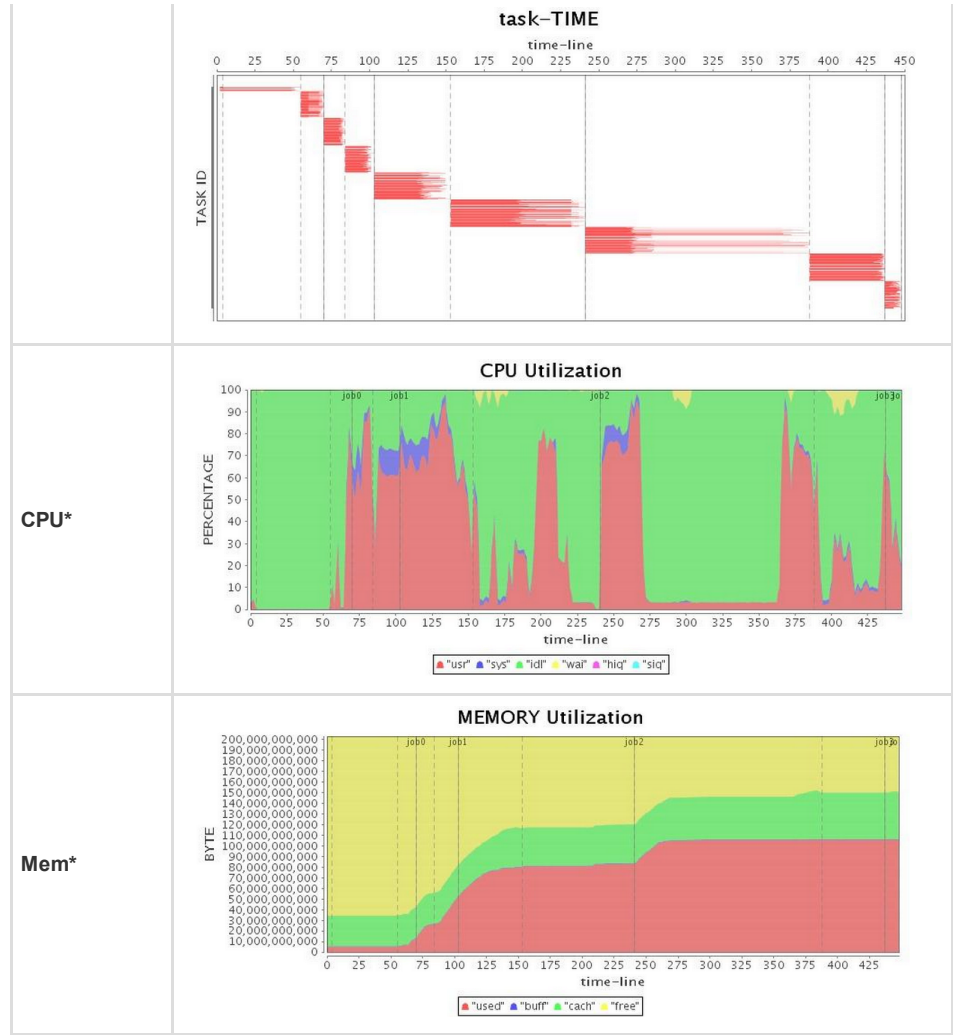 task-TIME
time-line
0 25 50 75 100 125 150 175 200 225 250 275 300 325 350 375 400 425 450
TASK ID
CPU*
CPU Utilization
100
90
80
70
60
50
40
30
20
10
0
PERCENTAGE
job0 job1 job2 job3jo
0 25 50 75 100 125 150 175 200 225 250 275 300 325 350 375 400 425
time-line
"usr" "sys" "idl" "wai" "hiq" "siq"
Mem*
MEMORY Utilization
200,000,000,000
190,000,000,000
180,000,000,000
170,000,000,000
160,000,000,000
150,000,000,000
140,000,000,000
130,000,000,000
120,000,000,000
110,000,000,000
100,000,000,000
90,000,000,000
80,000,000,000
70,000,000,000
60,000,000,000
50,000,000,000
40,000,000,000
30,000,000,000
20,000,000,000
10,000,000,000
0
BYTE
job0 job1 job2
0 25 50 75 100 125 150 175 200 225 250 275 300 325 350 375 400 425
time-line
"used" "buff" "cach" "free"